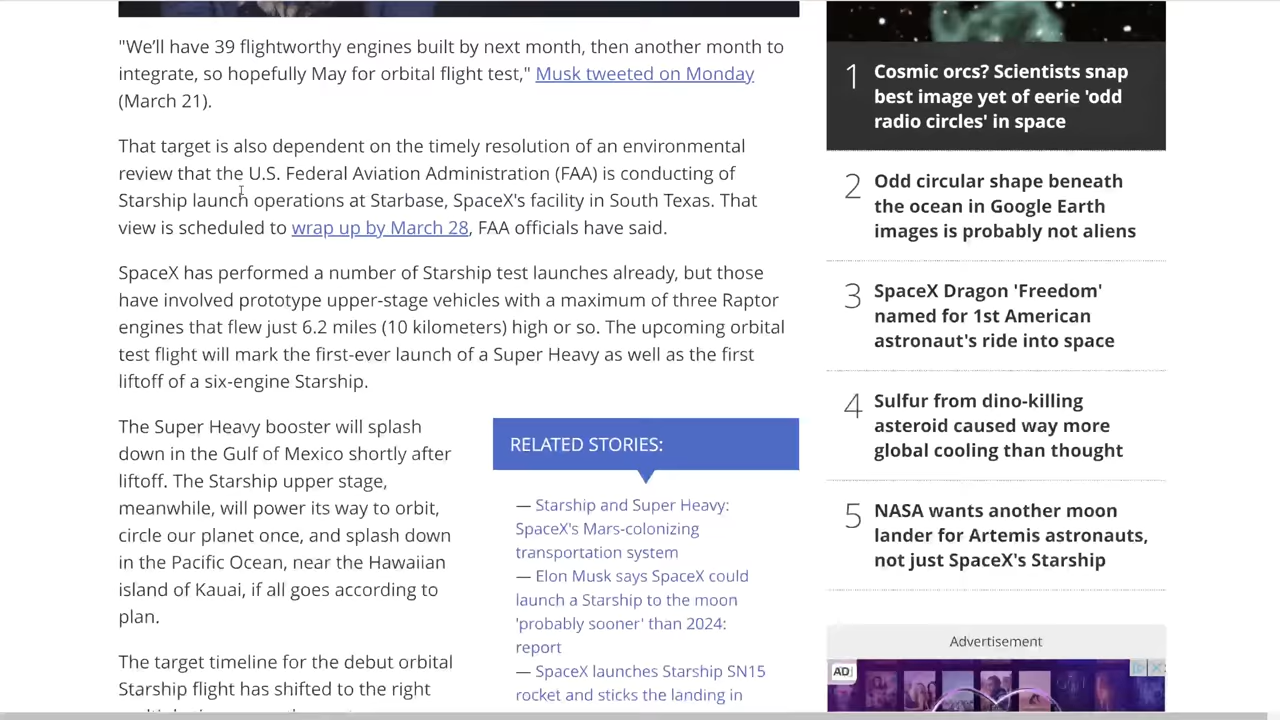 "We'll have 39 flightworthy engines built by next month, then another month to
integrate, so hopefully May for orbital flight test," Musk tweeted on Monday
(March 21).
That target is also dependent on the timely resolution of an environmental
review that the U.S. Federal Aviation Administration (FAA) is conducting of
Starship launch operations at Starbase, SpaceX's facility in South Texas. That
view is scheduled to wrap up by March 28, FAA officials have said.
SpaceX has performed a number of Starship test launches already, but those
have involved prototype upper-stage vehicles with a maximum of three Raptor
engines that flew just 6.2 miles (10 kilometers) high or so. The upcoming orbital
test flight will mark the first-ever launch of a Super Heavy as well as the first
liftoff of a six-engine Starship.
The Super Heavy booster will splash
down in the Gulf of Mexico shortly after
liftoff. The Starship upper stage,
meanwhile, will power its way to orbit,
circle our planet once, and splash down
in the Pacific Ocean, near the Hawaiian
island of Kauai, if all goes according to
plan.
The target timeline for the debut orbital
Starship flight has shifted to the right
RELATED STORIES:
— Starship and Super Heavy:
SpaceX's Mars-colonizing
transportation system
— Elon Musk says SpaceX could
launch a Starship to the moon
'probably sooner' than 2024:
report
— SpaceX launches Starship SN15
rocket and sticks the landing in
1 Cosmic orcs? Scientists snap
best image yet of eerie 'odd
radio circles' in space
2 Odd circular shape beneath
the ocean in Google Earth
images is probably not aliens
3 SpaceX Dragon 'Freedom'
named for 1st American
astronaut's ride into space
4 Sulfur from dino-killing
asteroid caused way more
global cooling than thought
5 NASA wants another moon
lander for Artemis astronauts,
not just SpaceX's Starship
Advertisement
AD